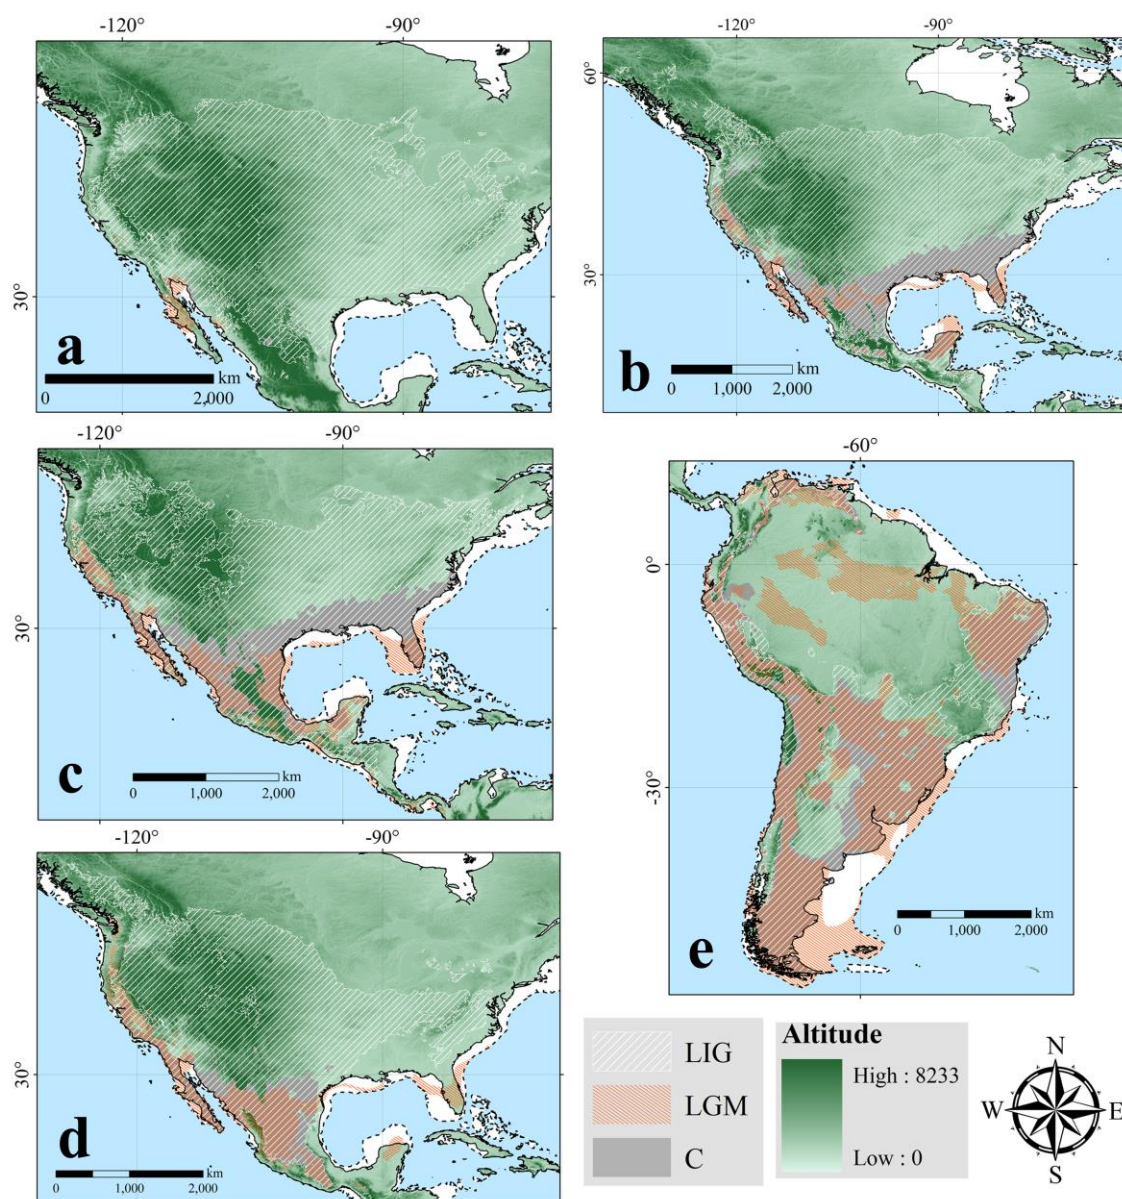 -120° -90°
30°
a
km
0 2,000
-120° -90°
60°
30°
b
km
0 1,000 2,000
-120° -90°
30°
c
km
0 1,000 2,000
-60°
0°
-30°
e
km
0 1,000 2,000
-120° -90°
30°
d
km
0 1,000 2,000
LIG
LGM
C
Altitude
High : 8233
Low : 0
N
W E
S